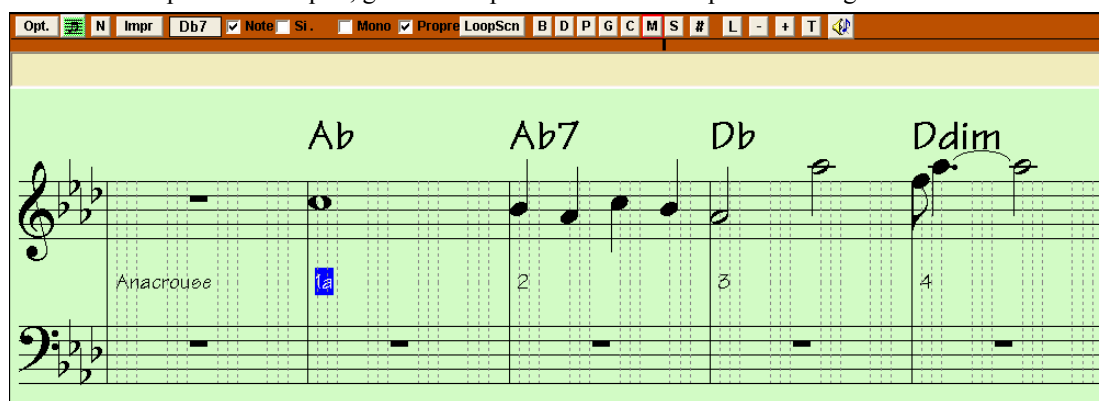 Opt. N Impr Db7 Note Si. Mono Propre LoopScn B D P G C M S # L - + T
Ab Ab7 Db Ddim
Anacrouse 1a 2 3 4